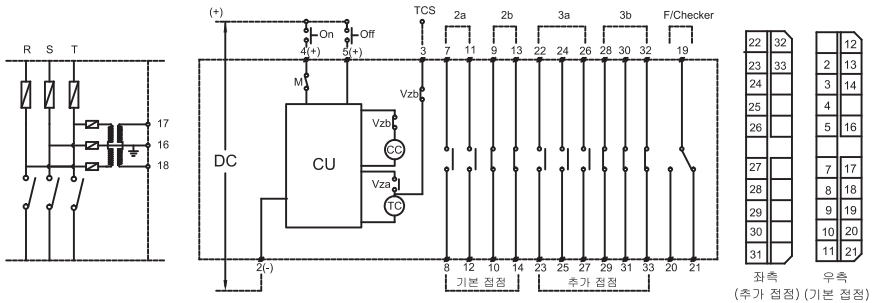 (+) TCS 2a 2b 3a 3b F/Checker
R S T On Off
4(+) 5(+) 3 7 11 9 13 22 24 26 28 30 32 19
M Vzb
17
16
18
Vzb
CC
DC CU
Vza
TC
2(-) 8 12 10 14 23 25 27 29 31 33 20 21
기본 접점 추가 접점
22 32
23 33
24
25
26
27
28
29
30
31
좌측
(추가 접점)
12
2 13
3 14
4
5 16
7 17
8 18
9 19
10 20
11 21
우측
(기본 접점)